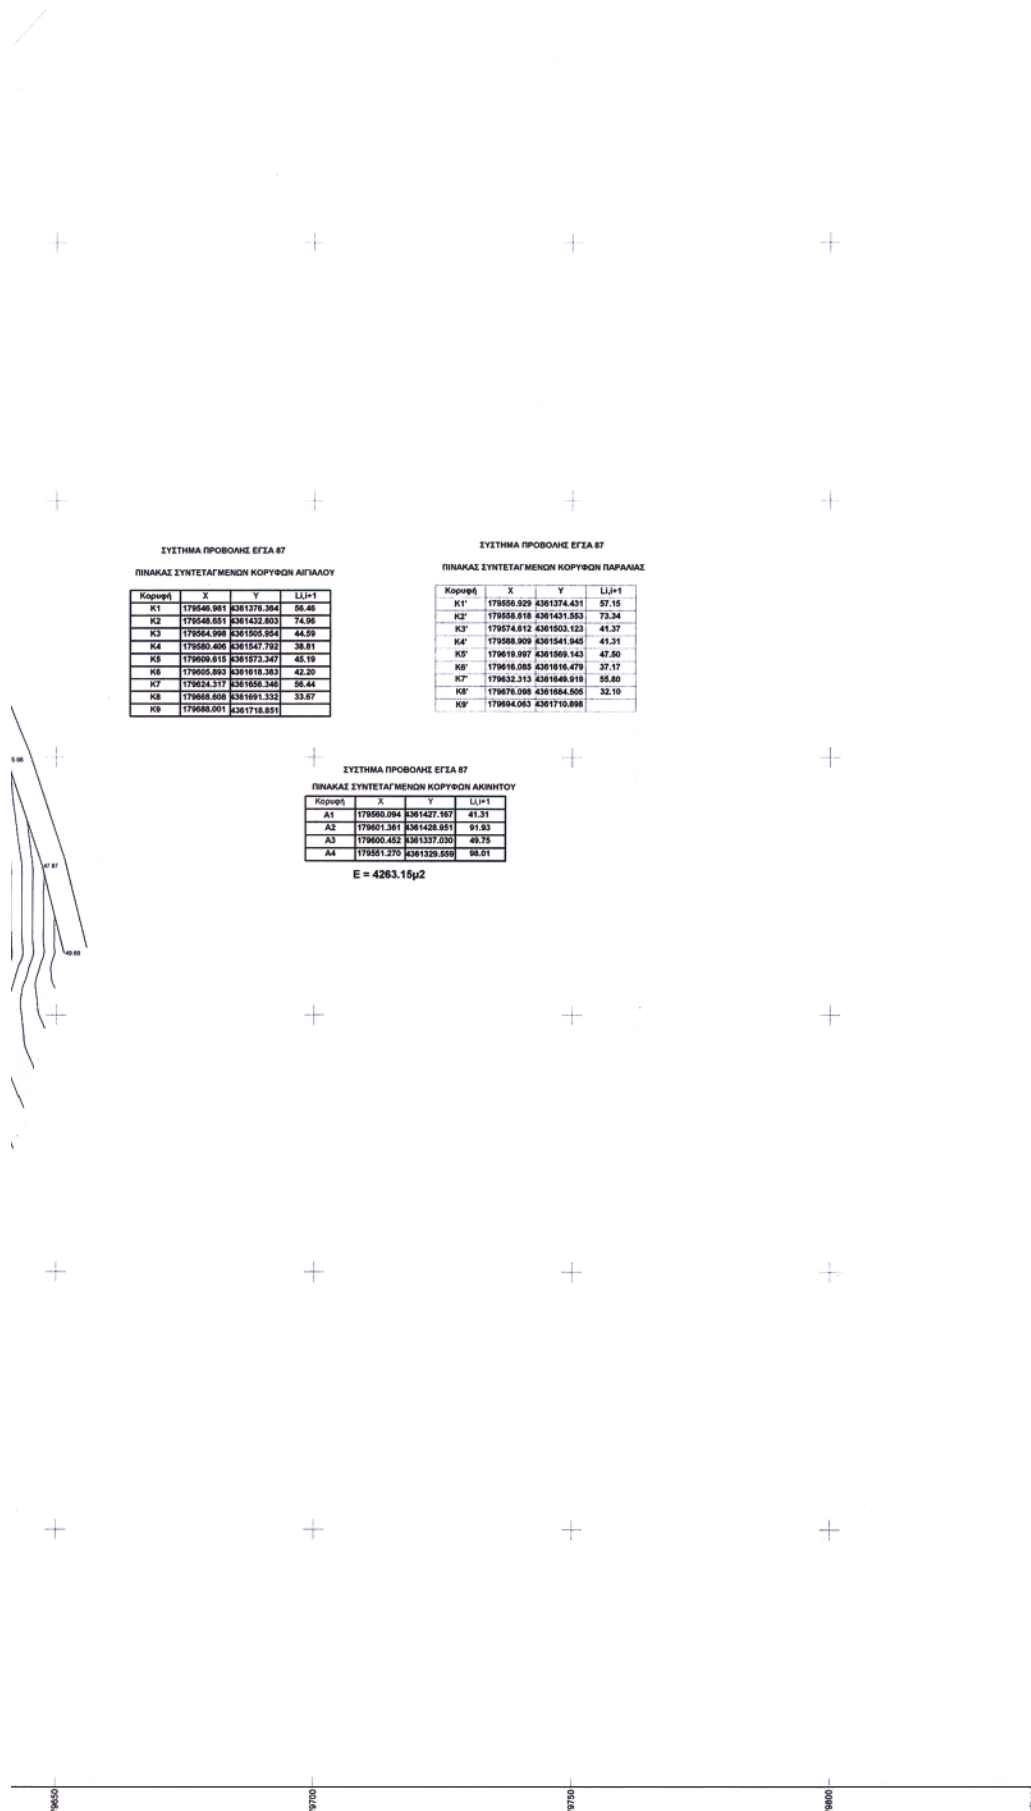 ΣΥΣΤΗΜΑ ΠΡΟΒΟΛΗΣ ΕΓΣΑ 87
ΠΙΝΑΚΑΣ ΣΥΝΤΕΤΑΓΜΕΝΩΝ ΚΟΡΥΦΩΝ ΑΙΓΙΑΛΟΥ
Κορυφή X Y Li,i+1
K1 179546.981 4361376.364 56.46
K2 179548.651 4361432.803 74.96
K3 179564.998 4361505.954 44.59
K4 179580.406 4361547.792 38.81
K5 179609.615 4361573.347 45.19
K6 179605.893 4361618.383 42.20
K7 179624.317 4361656.346 56.44
K8 179668.608 4361691.332 33.67
K9 179688.001 4361718.851
ΣΥΣΤΗΜΑ ΠΡΟΒΟΛΗΣ ΕΓΣΑ 87
ΠΙΝΑΚΑΣ ΣΥΝΤΕΤΑΓΜΕΝΩΝ ΚΟΡΥΦΩΝ ΠΑΡΑΛΙΑΣ
Κορυφή X Y Li,i+1
K1' 179556.929 4361374.431 57.15
K2' 179558.618 4361431.553 73.34
K3' 179574.612 4361503.123 41.37
K4' 179588.909 4361541.945 41.31
K5' 179619.997 4361569.143 47.50
K6' 179616.085 4361616.479 37.17
K7' 179632.313 4361649.919 55.80
K8' 179676.098 4361684.505 32.10
K9' 179694.063 4361710.898
ΣΥΣΤΗΜΑ ΠΡΟΒΟΛΗΣ ΕΓΣΑ 87
ΠΙΝΑΚΑΣ ΣΥΝΤΕΤΑΓΜΕΝΩΝ ΚΟΡΥΦΩΝ ΑΚΙΝΗΤΟΥ
Κορυφή X Y Li,i+1
A1 179560.094 4361427.167 41.31
A2 179601.361 4361428.951 91.93
A3 179600.452 4361337.030 49.75
A4 179551.270 4361329.559 98.01
E = 4263.15μ2
5.86
47.87
49.88
79650
79700
79750
79800